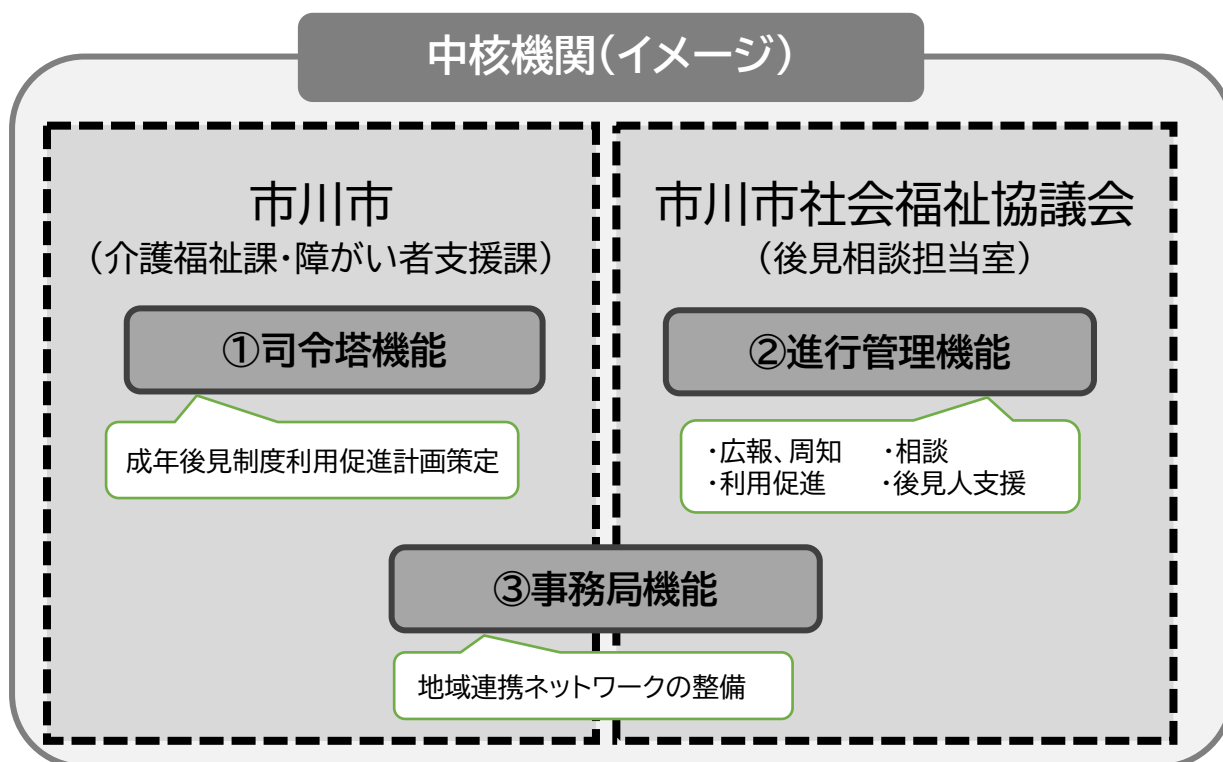 中核機関(イメージ)
市川市
(介護福祉課・障がい者支援課)
①司令塔機能
成年後見制度利用促進計画策定
市川市社会福祉協議会
(後見相談担当室)
②進行管理機能
・広報、周知 ・相談
・利用促進 ・後見人支援
③事務局機能
地域連携ネットワークの整備